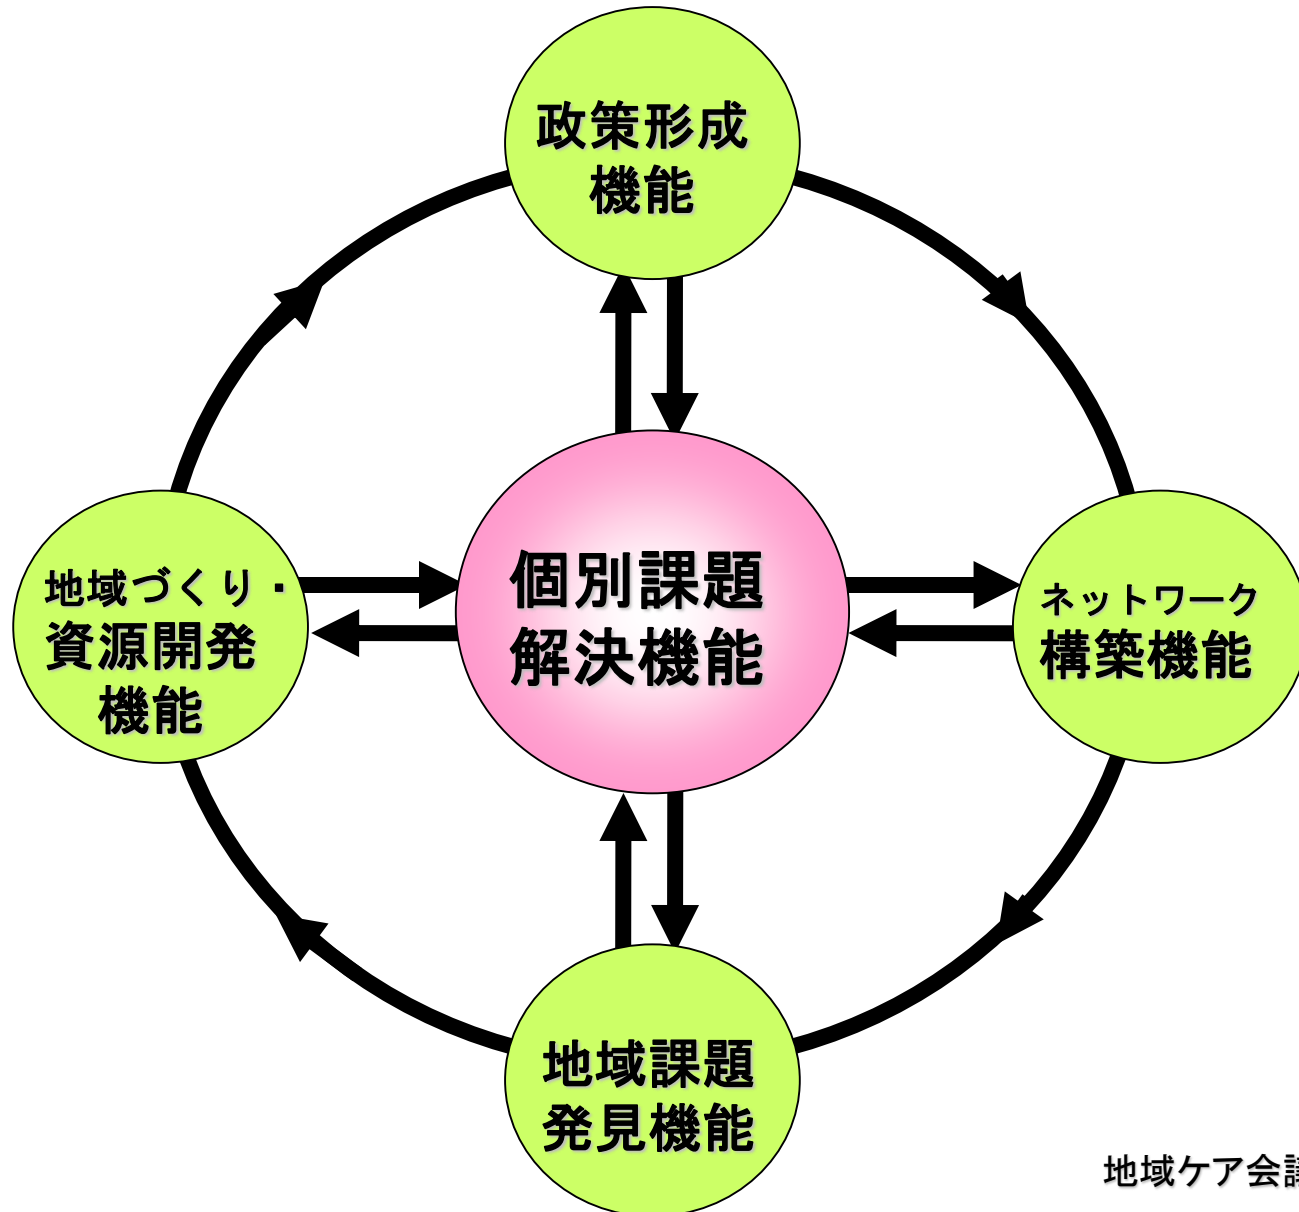 政策形成
機能
個別課題
解決機能
地域づくり・
資源開発
機能
ネットワーク
構築機能
地域課題
発見機能
地域ケア会議